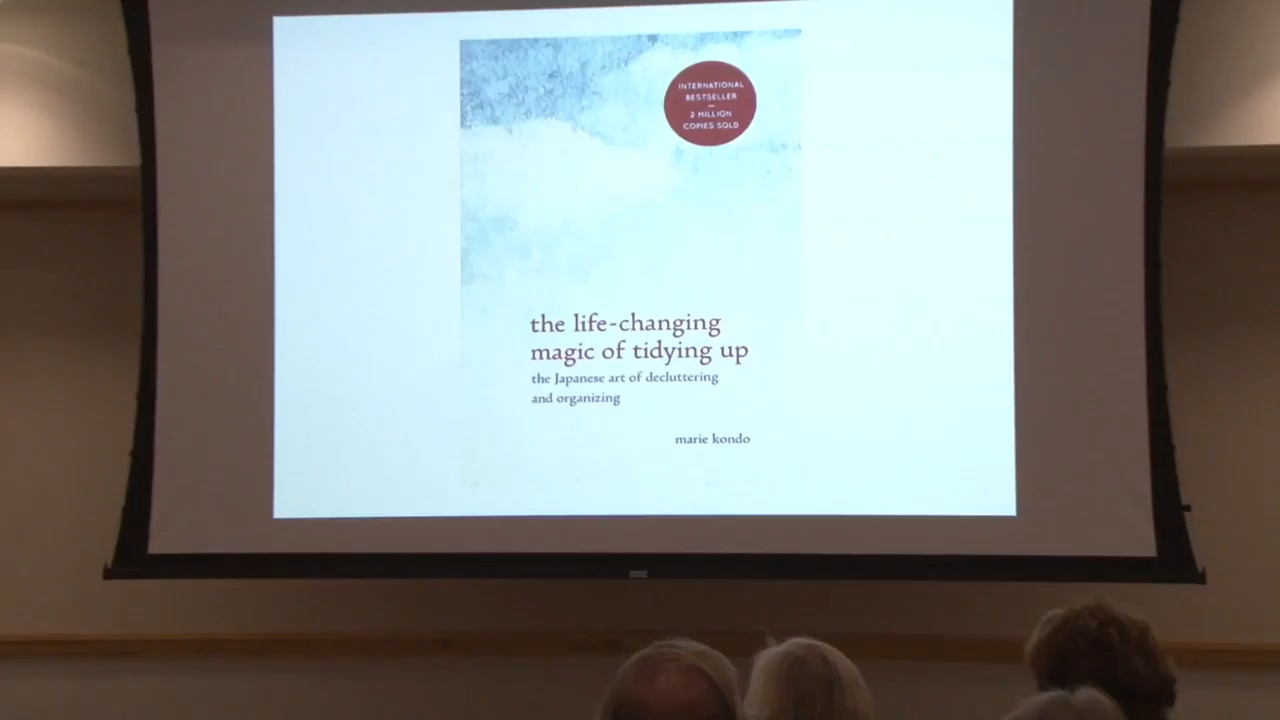 INTERNATIONAL
BESTSELLER
2 MILLION
COPIES SOLD
the life-changing
magic of tidying up
the Japanese art of decluttering
and organizing
marie kondo